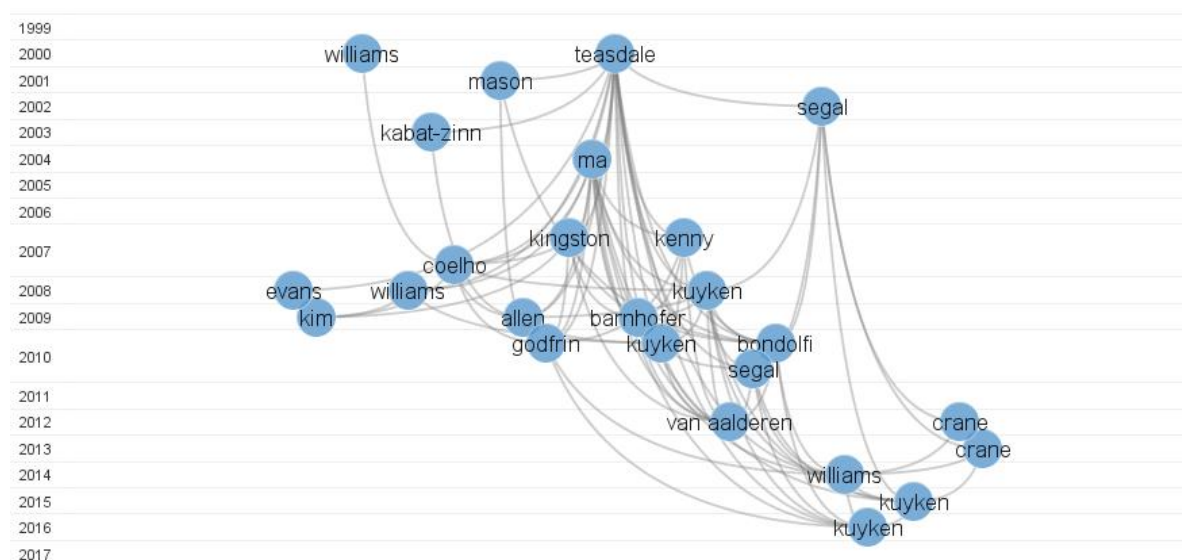 1999
2000
williams
teasdale
2001
mason
2002
segal
2003
kabat-zinn
2004
ma
2005
2006
kingston
kenny
2007
coelho
2008
evans
williams
kuyken
2009
kim
allen
barnhofer
godfrin
kuyken
bondolfi
2010
segal
2011
2012
van aalderen
crane
2013
crane
2014
williams
2015
kuyken
2016
kuyken
2017